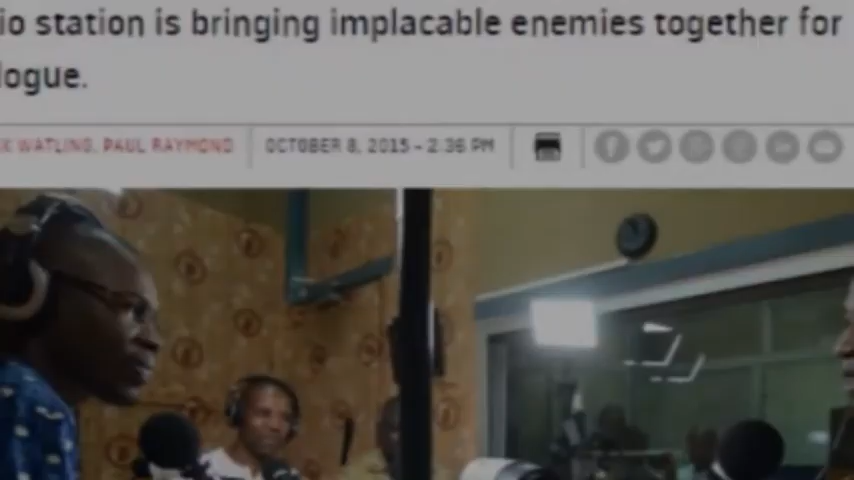 io station is bringing implacable enemies together for
logue.
K WATLING, PAUL RAYMOND OCTOBER 8, 2015 - 2:36 PM